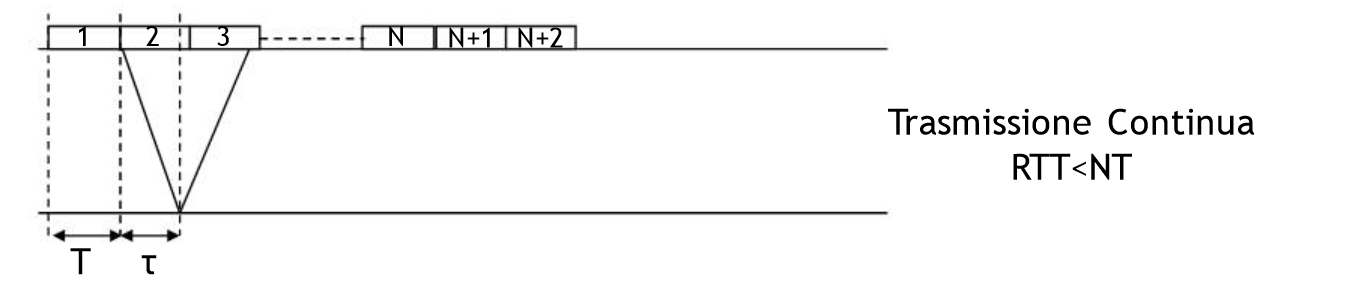 1 2 3 N N+1 N+2
Trasmissione Continua
RTT<NT
T τ